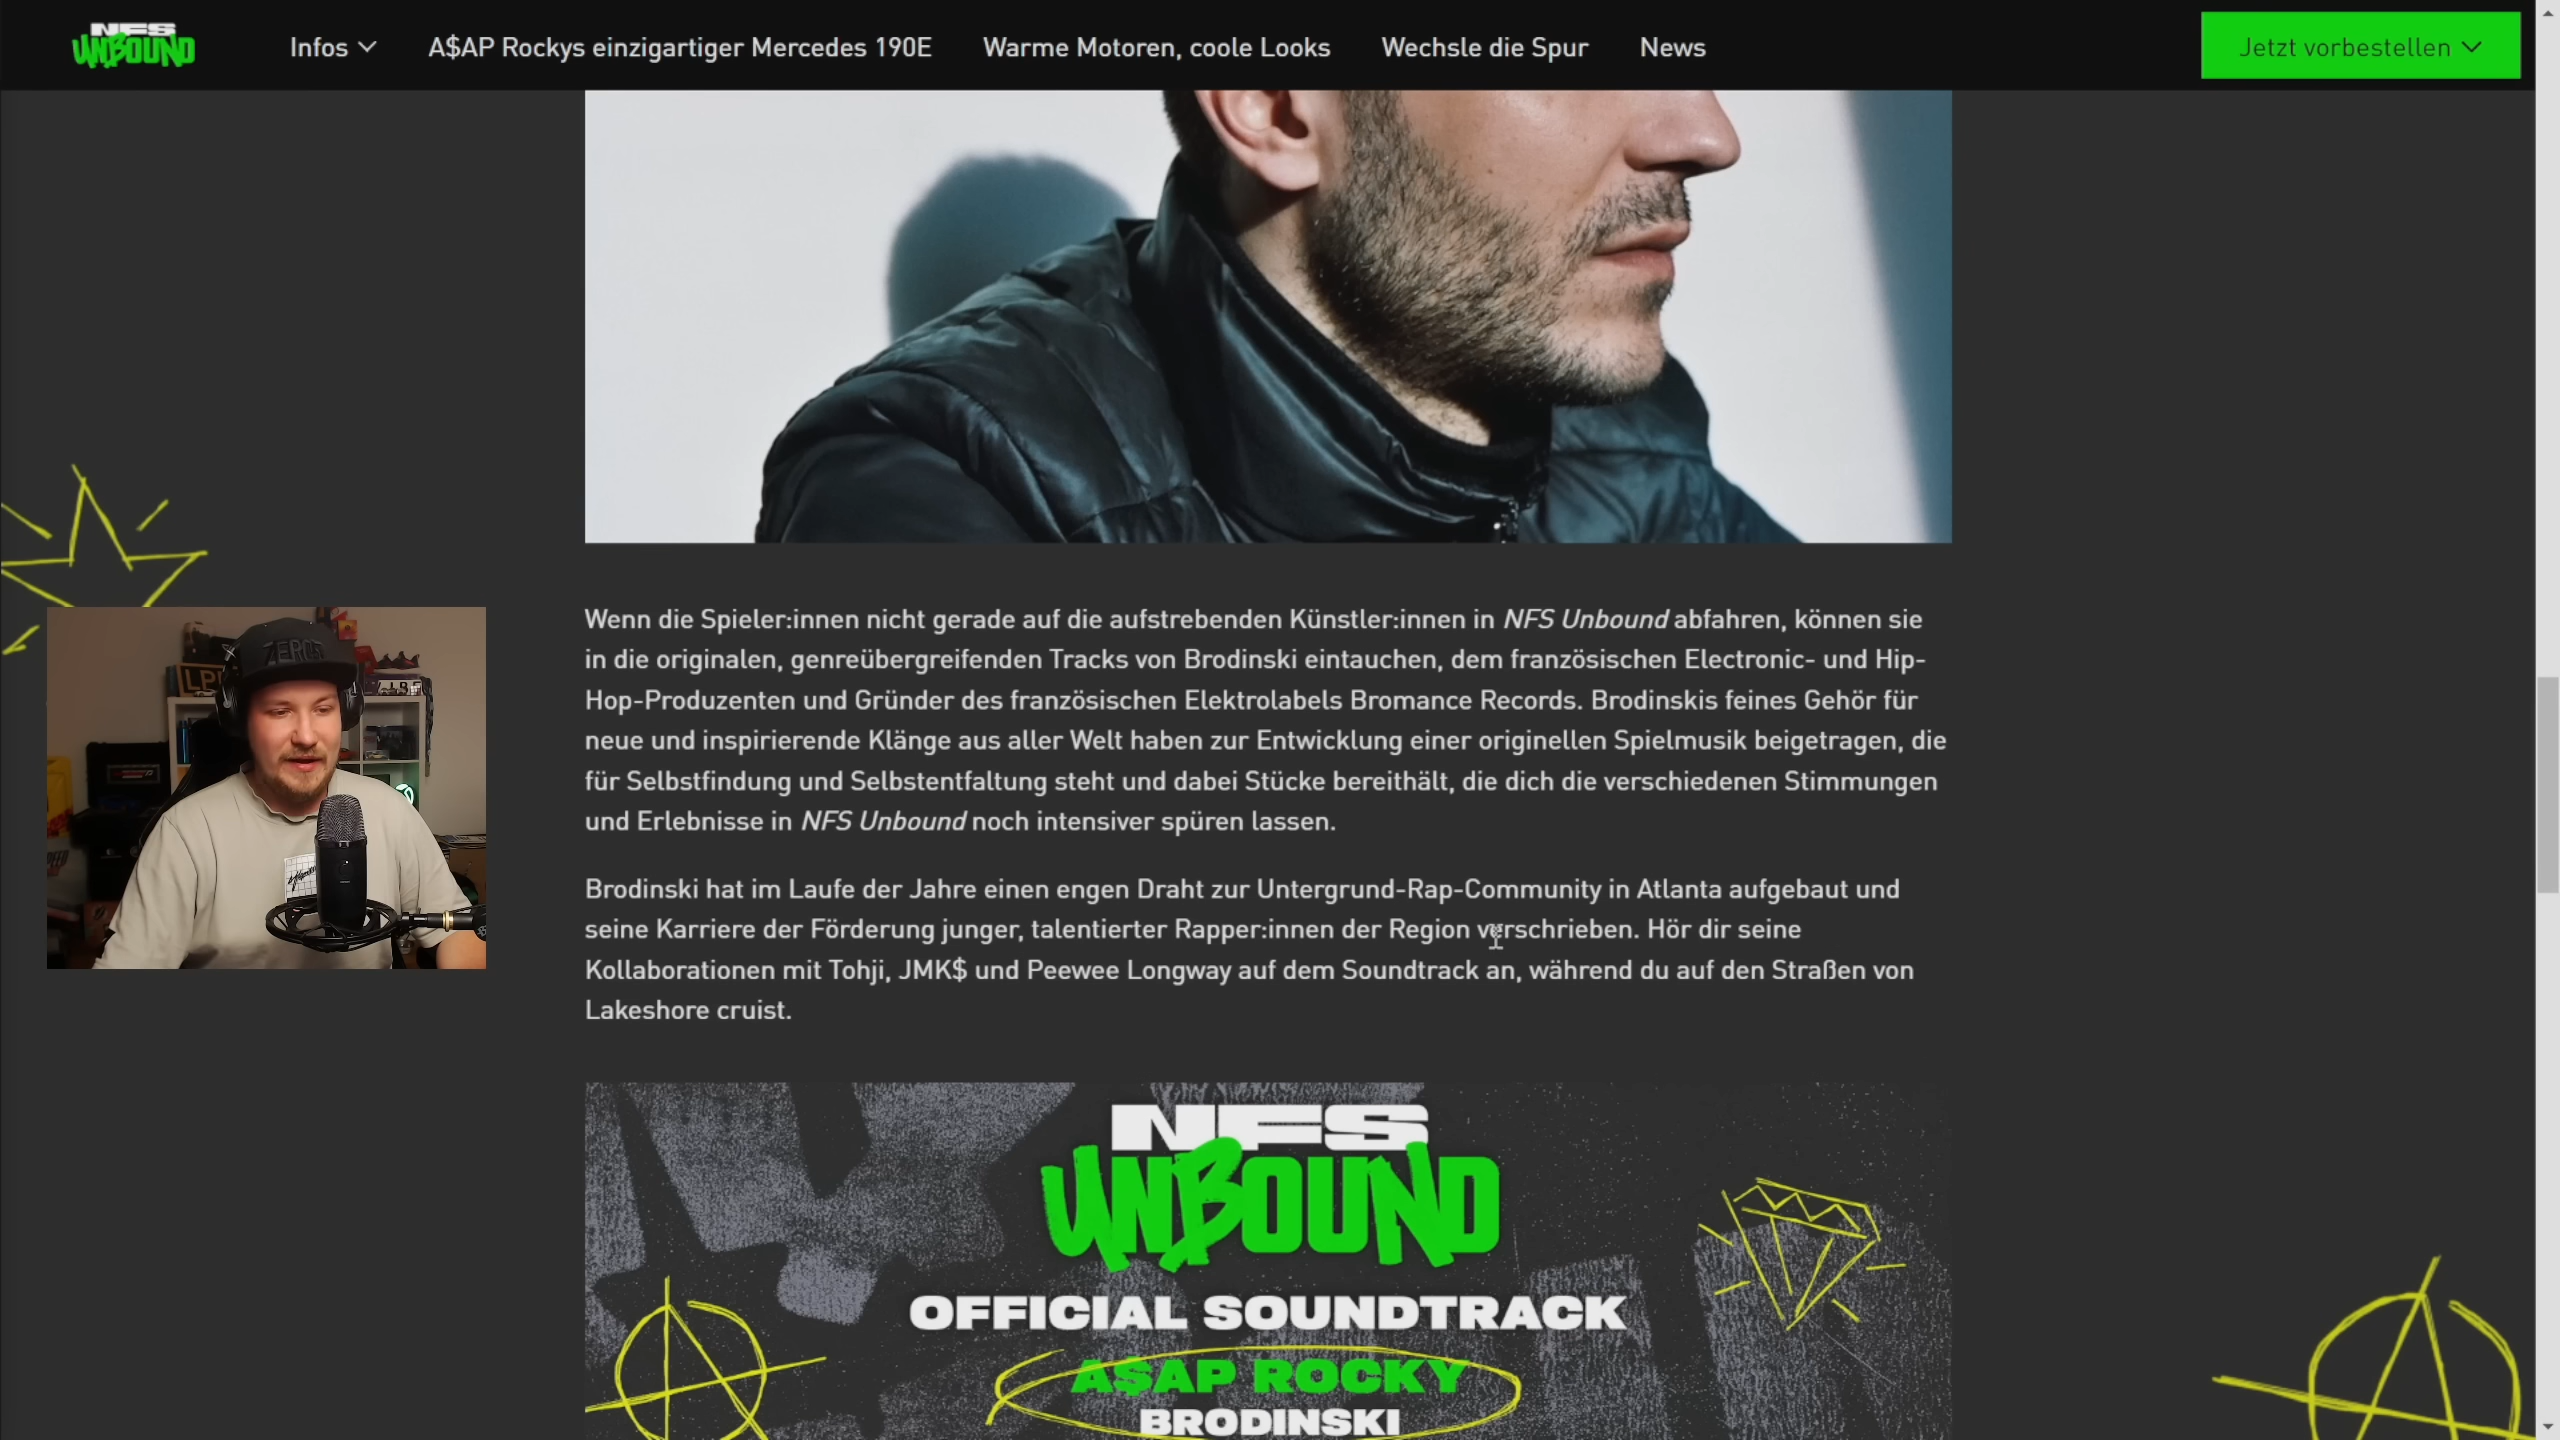 NFS
UNBOUND
Infos
A$AP Rockys einzigartiger Mercedes 190E
Warme Motoren, coole Looks
Wechsle die Spur
News
Jetzt vorbestellen
ZEROS
LP
Wenn die Spieler:innen nicht gerade auf die aufstrebenden Künstler:innen in NFS Unbound abfahren, können sie
in die originalen, genreübergreifenden Tracks von Brodinski eintauchen, dem französischen Electronic- und Hip-
Hop-Produzenten und Gründer des französischen Elektrolabels Bromance Records. Brodinskis feines Gehör für
neue und inspirierende Klänge aus aller Welt haben zur Entwicklung einer originellen Spielmusik beigetragen, die
für Selbstfindung und Selbstentfaltung steht und dabei Stücke bereithält, die dich die verschiedenen Stimmungen
und Erlebnisse in NFS Unbound noch intensiver spüren lassen.
Brodinski hat im Laufe der Jahre einen engen Draht zur Untergrund-Rap-Community in Atlanta aufgebaut und
seine Karriere der Förderung junger, talentierter Rapper:innen der Region verschrieben. Hör dir seine
Kollaborationen mit Tohji, JMK$ und Peewee Longway auf dem Soundtrack an, während du auf den Straßen von
Lakeshore cruist.
NFS
UNBOUND
OFFICIAL SOUNDTRACK
A$AP ROCKY
BRODINSKI